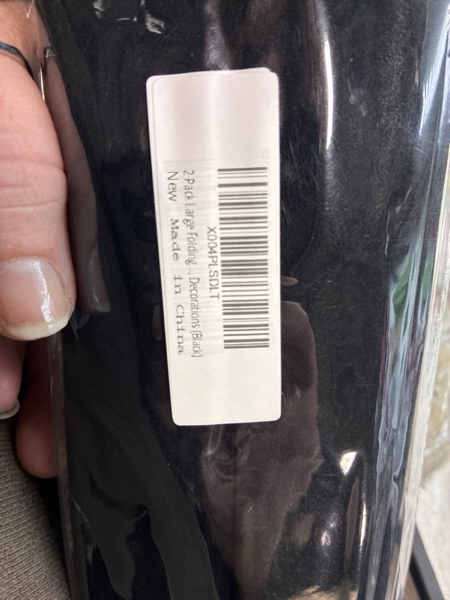 X004PLSDLT
2 Pack Large Folding ... Decorations (Black)
New Made in China